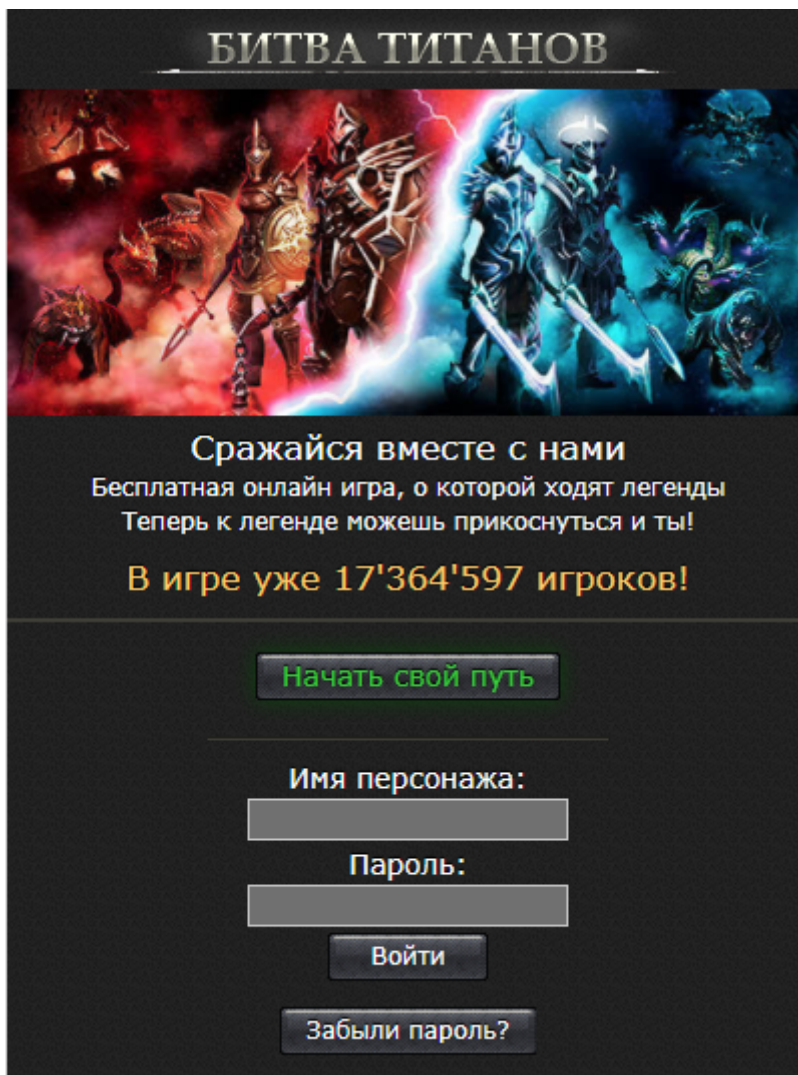 БИТВА ТИТАНОВ
Сражайся вместе с нами
Бесплатная онлайн игра, о которой ходят легенды
Теперь к легенде можешь прикоснуться и ты!
В игре уже 17'364'597 игроков!
Начать свой путь
Имя персонажа:
Пароль:
Войти
Забыли пароль?